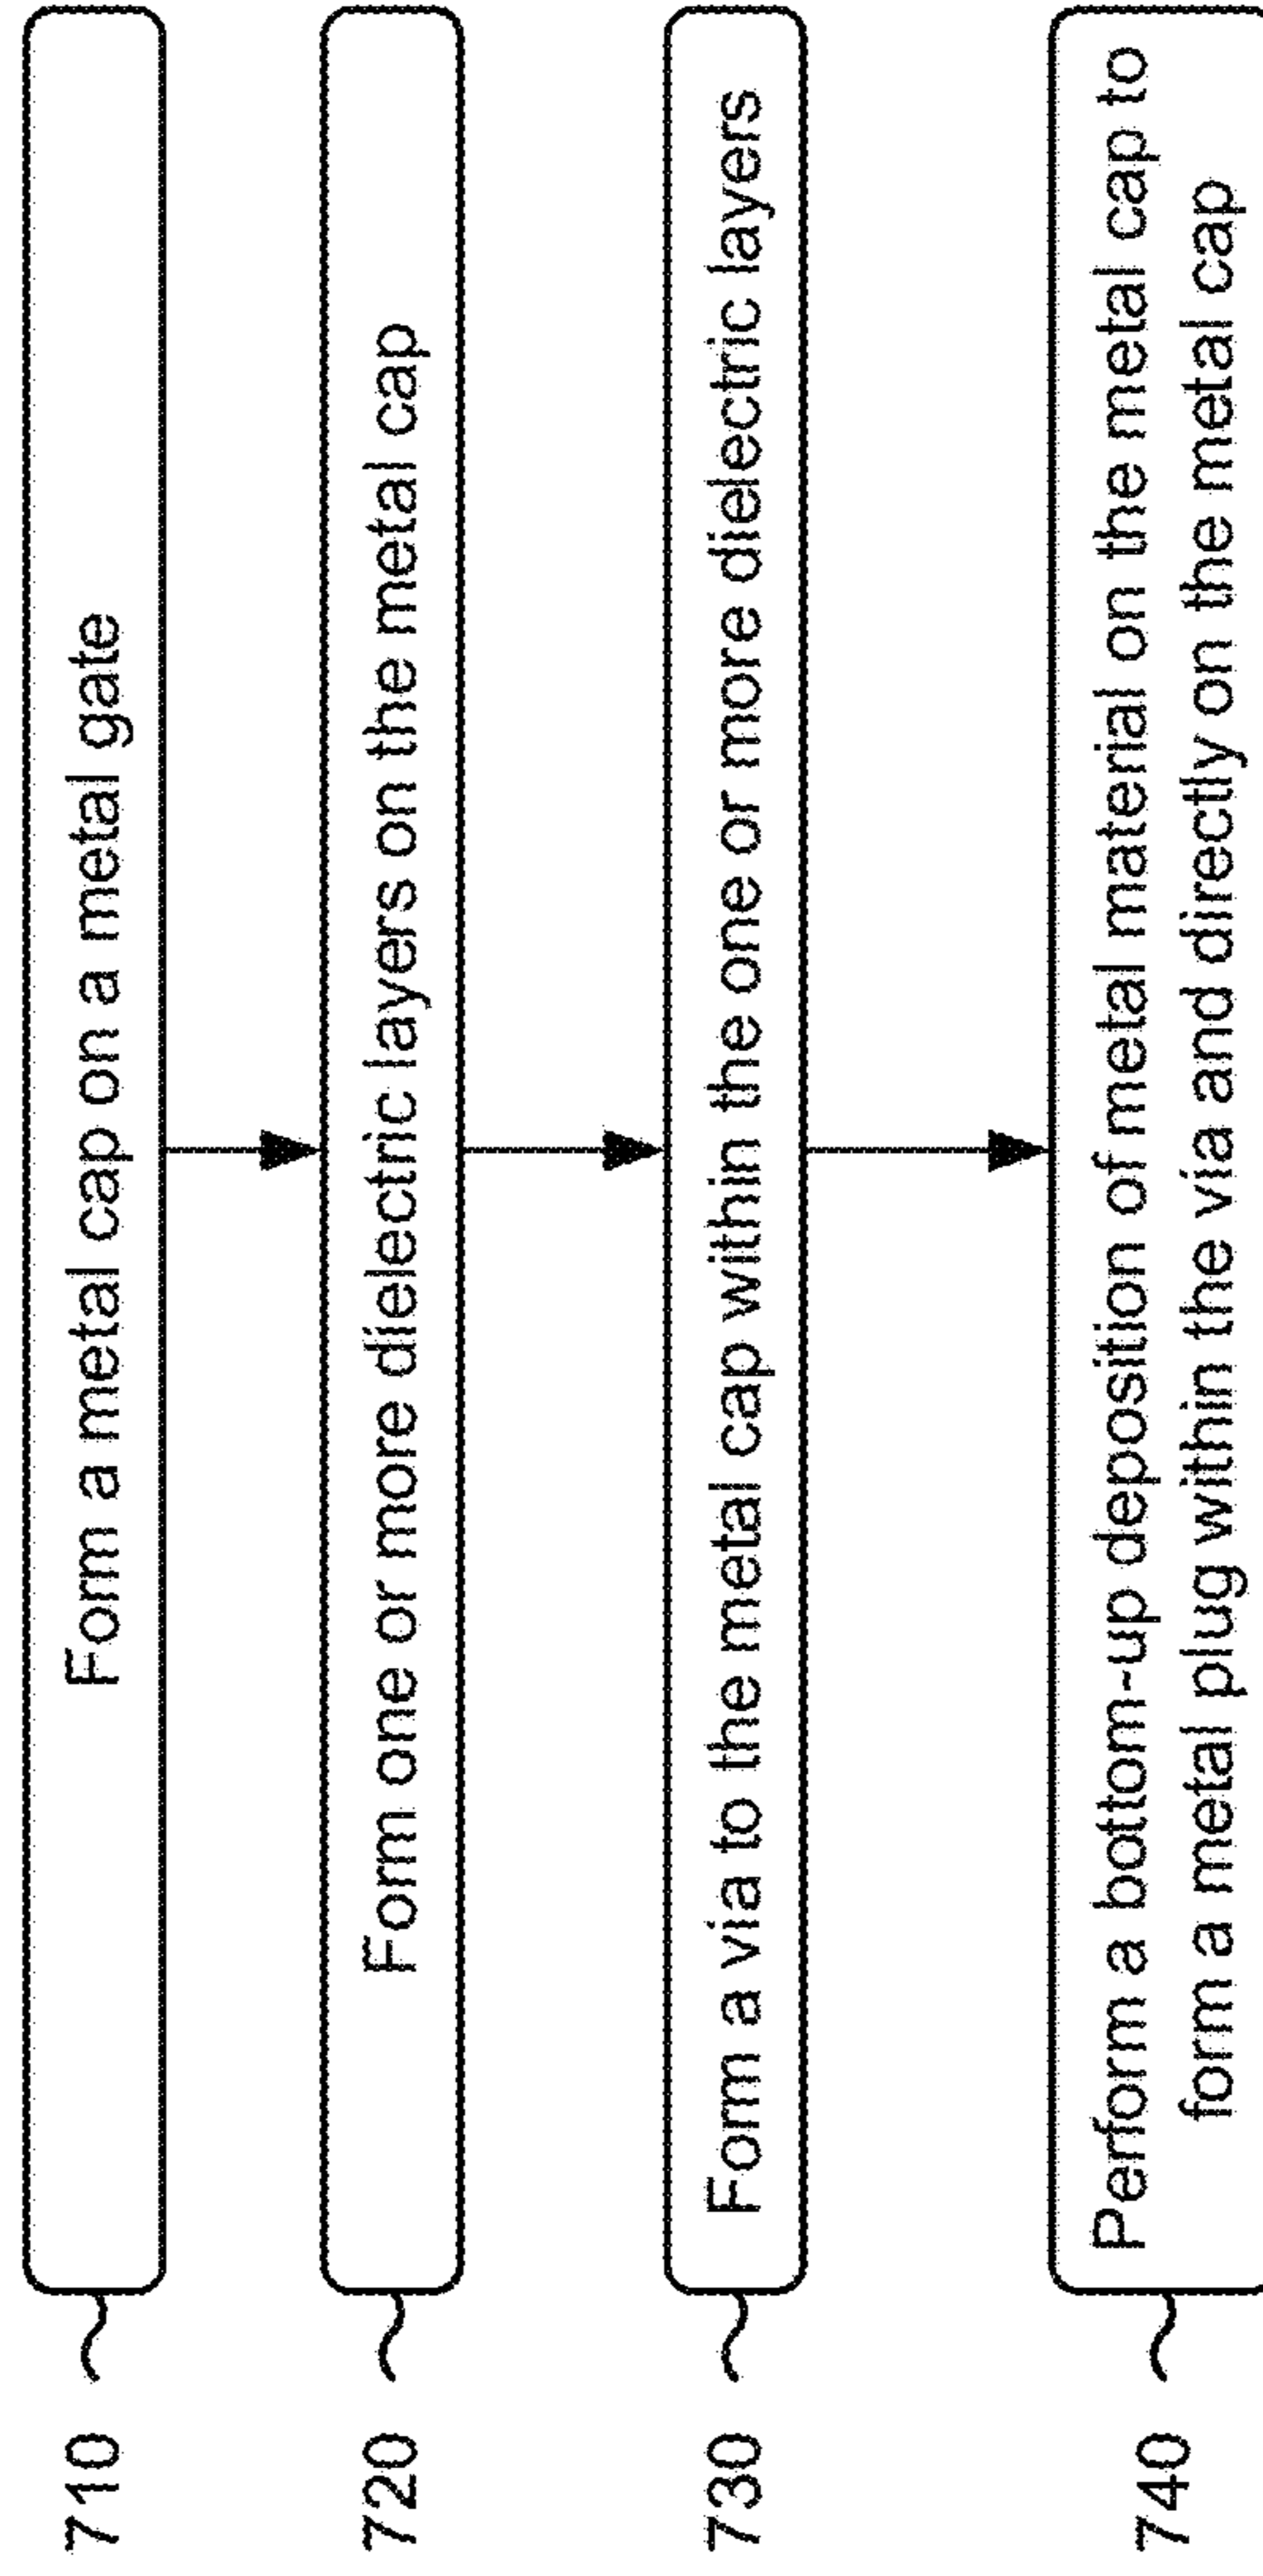 710
Form a metal cap on a metal gate
720
Form one or more dielectric layers on the metal cap
730
Form a via to the metal cap within the one or more dielectric layers
740
Perform a bottom-up deposition of metal material on the metal cap to
form a metal plug within the via and directly on the metal cap